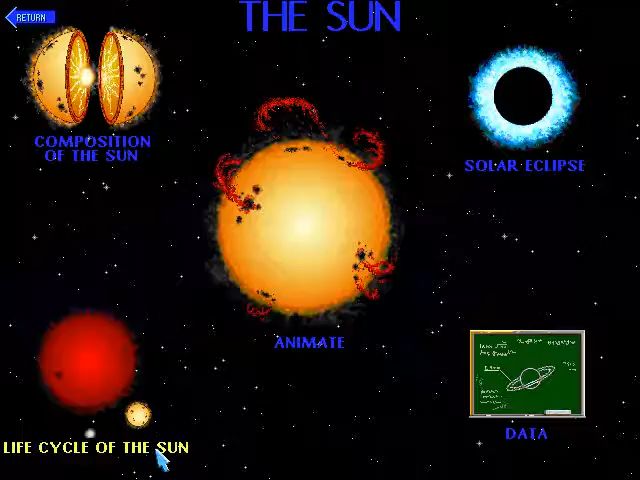 RETURN
THE SUN
COMPOSITION
OF THE SUN
SOLAR ECLIPSE
ANIMATE
LIFE CYCLE OF THE SUN
DATA